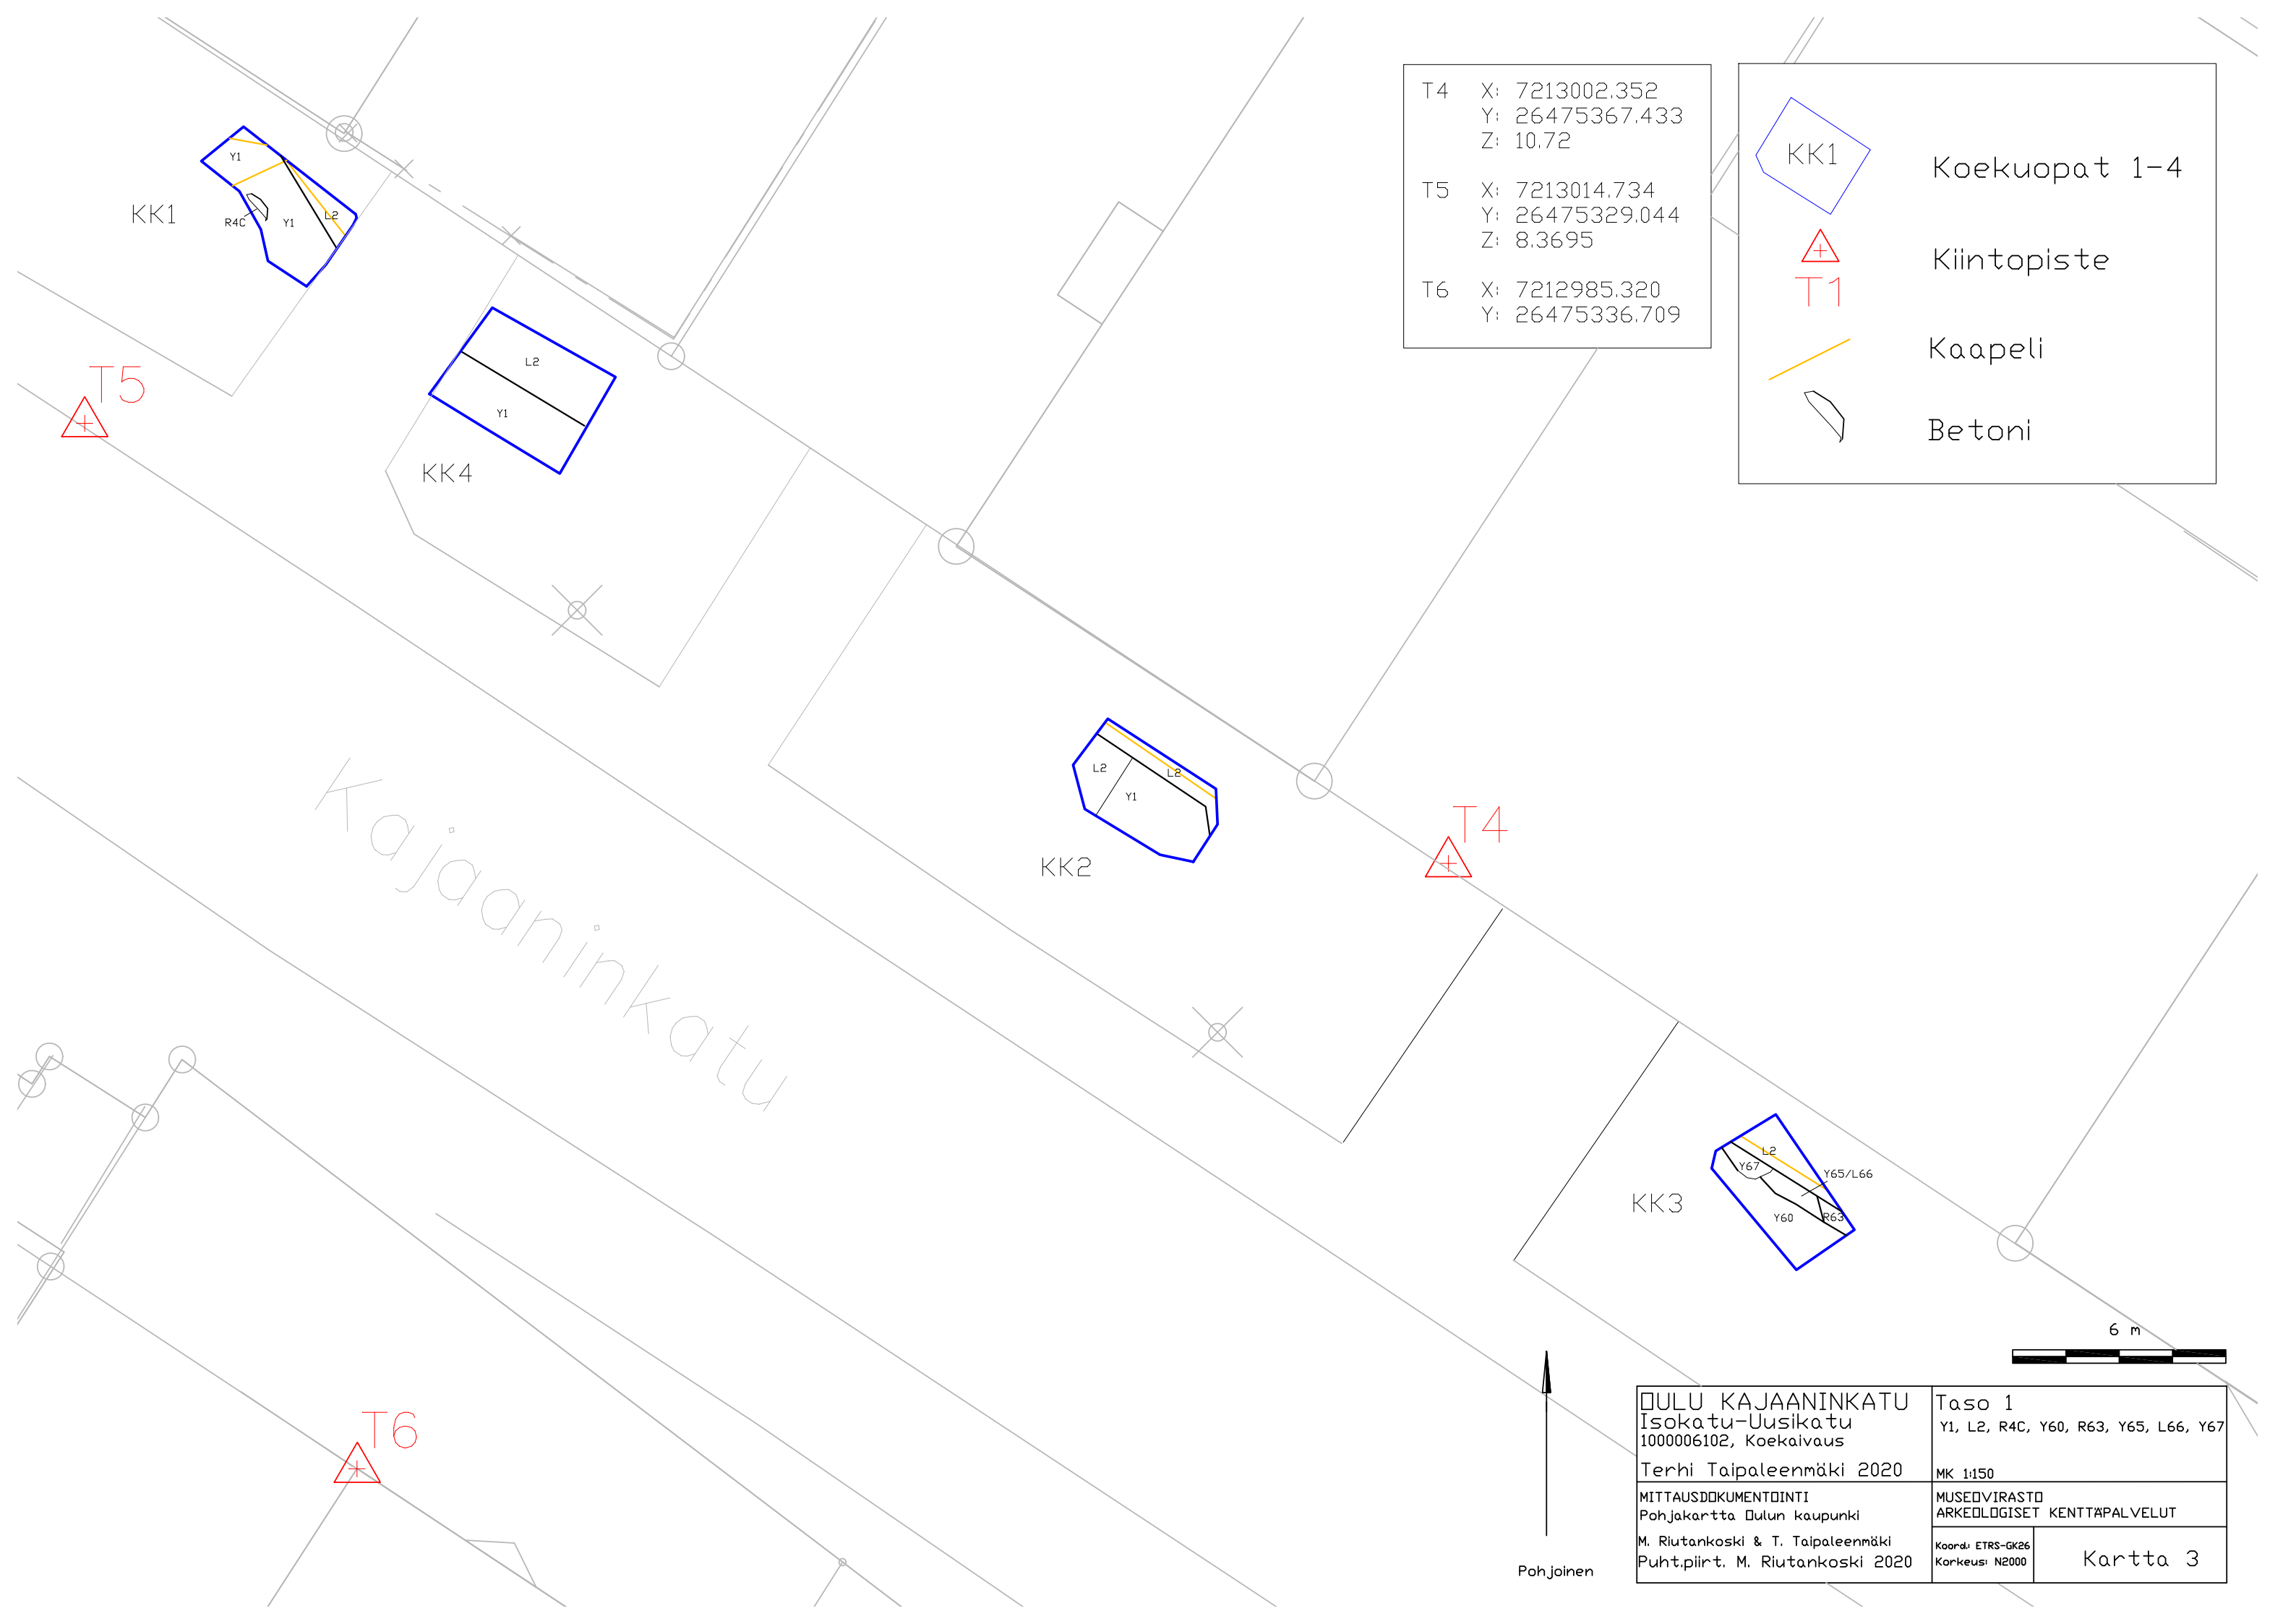 T4 X: 7213002.352
Y: 26475367.433
Z: 10.72
T5 X: 7213014.734
Y: 26475329.044
Z: 8.3695
T6 X: 7212985.320
Y: 26475336.709
KK1
Koekuopat 1-4
T1
Kiintopiste
Kaapeli
Betoni
Y1
L2
R4C
Y1
KK1
L2
Y1
KK4
T5
L2
L2
Y1
KK2
T4
Kajaaninkatu
L2
Y67
Y65/L66
Y60
R63
KK3
T6
6 m
Pohjoinen
OULU KAJAANINKATU
Isokatu-Uusikatu
1000006102, Koekaivaus
Terhi Taipaleenmäki 2020
Taso 1
Y1, L2, R4C, Y60, R63, Y65, L66, Y67
MK 1:150
MITTAUSDOKUMENTOINTI
Pohjakartta Oulun kaupunki
M. Riutankoski & T. Taipaleenmäki
Puht.piirt. M. Riutankoski 2020
MUSEOVIRASTO
ARKEOLOGISET KENTTÄPALVELUT
Koord: ETRS-GK26
Korkeus: N2000
Kartta 3